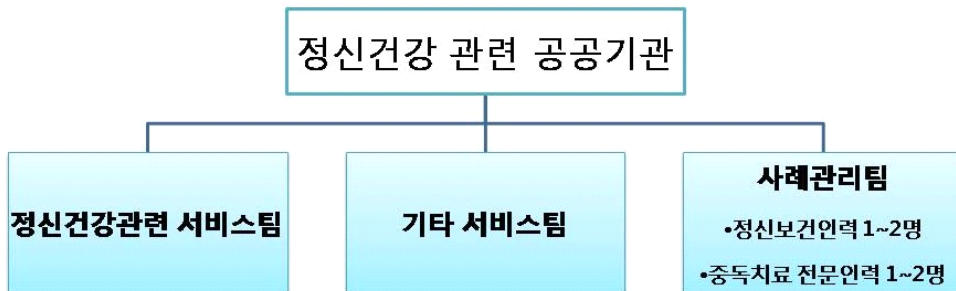 정신건강 관련 공공기관
정신건강관련 서비스팀
기타 서비스팀
사례관리팀
•정신보건인력 1~2명
•중독치료 전문인력 1~2명